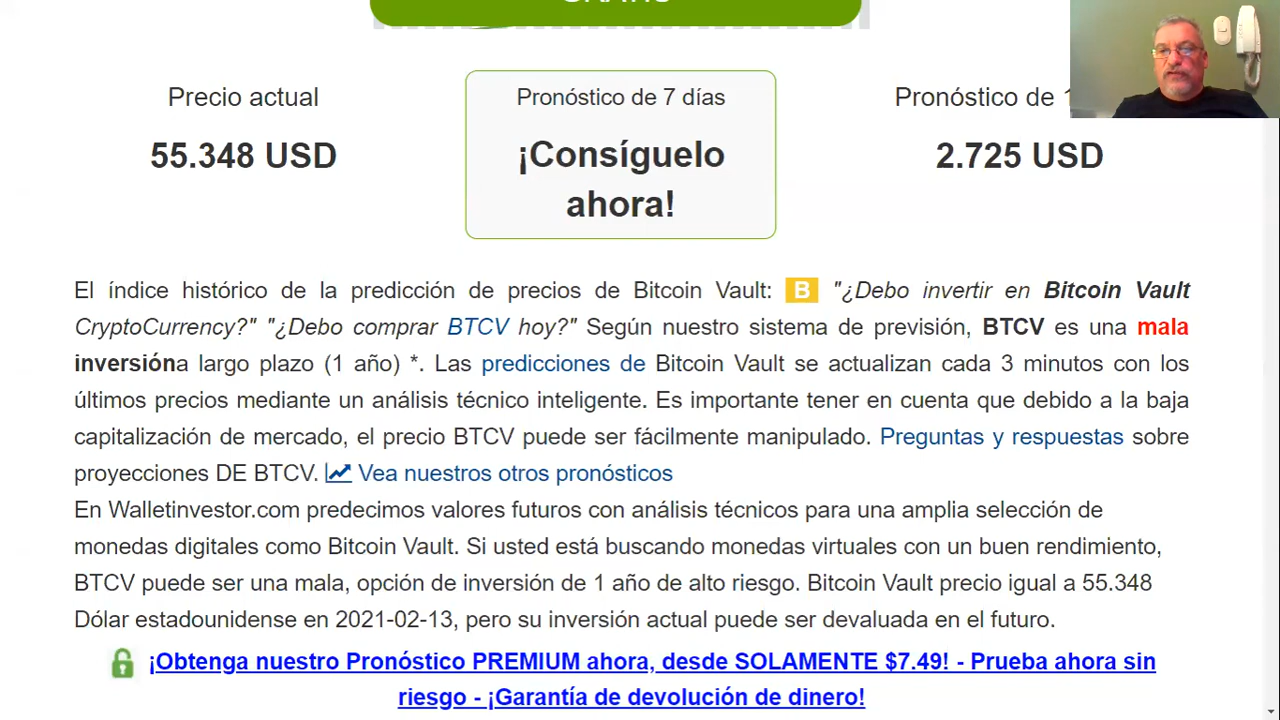 Precio actual
55.348 USD
Pronóstico de 7 días
¡Consíguelo
ahora!
Pronóstico de
2.725 USD
El índice histórico de la predicción de precios de Bitcoin Vault: B "¿Debo invertir en Bitcoin Vault
CryptoCurrency?" "¿Debo comprar BTCV hoy?" Según nuestro sistema de previsión, BTCV es una mala
inversióna largo plazo (1 año) *. Las predicciones de Bitcoin Vault se actualizan cada 3 minutos con los
últimos precios mediante un análisis técnico inteligente. Es importante tener en cuenta que debido a la baja
capitalización de mercado, el precio BTCV puede ser fácilmente manipulado. Preguntas y respuestas sobre
proyecciones DE BTCV. Vea nuestros otros pronósticos
En Walletinvestor.com predecimos valores futuros con análisis técnicos para una amplia selección de
monedas digitales como Bitcoin Vault. Si usted está buscando monedas virtuales con un buen rendimiento,
BTCV puede ser una mala, opción de inversión de 1 año de alto riesgo. Bitcoin Vault precio igual a 55.348
Dólar estadounidense en 2021-02-13, pero su inversión actual puede ser devaluada en el futuro.
¡Obtenga nuestro Pronóstico PREMIUM ahora, desde SOLAMENTE $7.49! - Prueba ahora sin
riesgo - ¡Garantía de devolución de dinero!